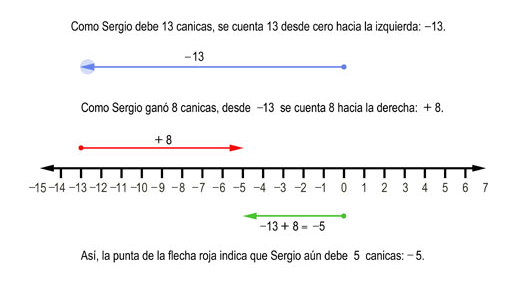 Como Sergio debe 13 canicas, se cuenta 13 desde cero hacia la izquierda: −13.
−13
Como Sergio ganó 8 canicas, desde −13 se cuenta 8 hacia la derecha: + 8.
+ 8
−15 −14 −13 −12 −11 −10 −9 −8 −7 −6 −5 −4 −3 −2 −1 0 1 2 3 4 5 6 7
−13 + 8 = −5
Así, la punta de la flecha roja indica que Sergio aún debe 5 canicas: − 5.